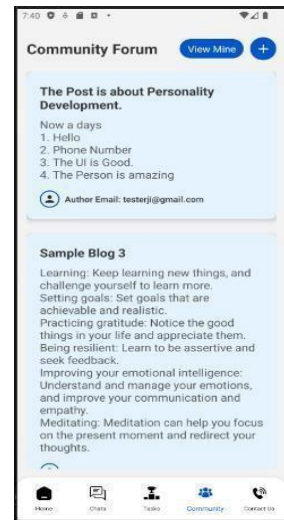 7:40
Community Forum
View Mine
+
The Post is about Personality
Development.
Now a days
1. Hello
2. Phone Number
3. The UI is Good.
4. The Person is amazing
Author Email: testerji@gmail.com
Sample Blog 3
Learning: Keep learning new things, and
challenge yourself to learn more.
Setting goals: Set goals that are
achievable and realistic.
Practicing gratitude: Notice the good
things in your life and appreciate them.
Being resilient: Learn to be assertive and
seek feedback.
Improving your emotional intelligence:
Understand and manage your emotions,
and improve your communication and
empathy.
Meditating: Meditation can help you focus
on the present moment and redirect your
thoughts.
Home
Chats
Tasks
Community
Contact Us